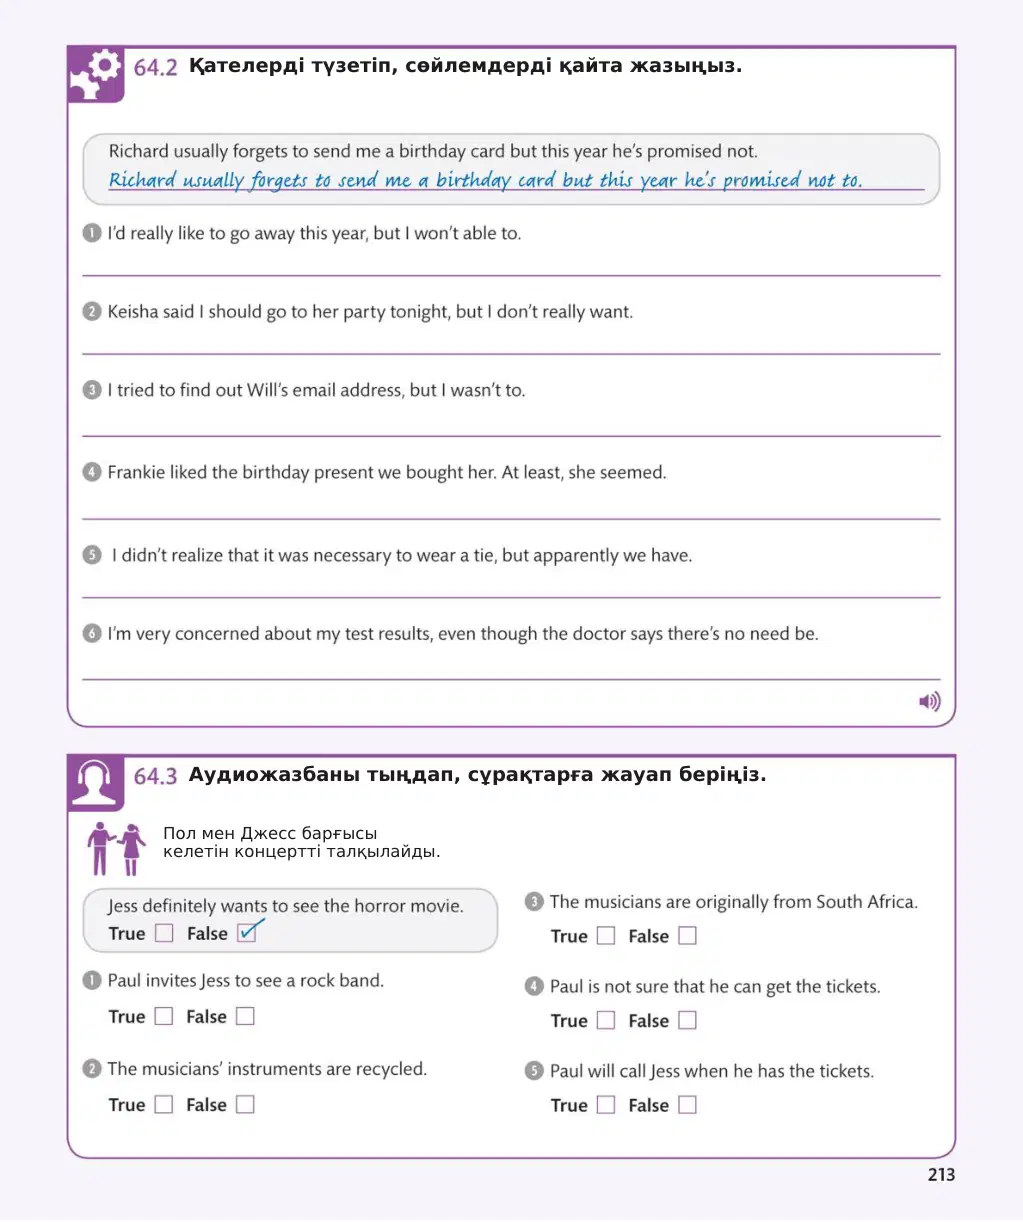 64.2 Қателерді түзетіп, сөйлемдерді қайта жазыңыз.
Richard usually forgets to send me a birthday card but this year he’s promised not.
Richard usually forgets to send me a birthday card but this year he’s promised not to.
1 I’d really like to go away this year, but I won’t able to.
2 Keisha said I should go to her party tonight, but I don’t really want.
3 I tried to find out Will’s email address, but I wasn’t to.
4 Frankie liked the birthday present we bought her. At least, she seemed.
5 I didn’t realize that it was necessary to wear a tie, but apparently we have.
6 I’m very concerned about my test results, even though the doctor says there’s no need be.
64.3 Аудиожазбаны тыңдап, сұрақтарға жауап беріңіз.
Пол мен Джесс барғысы
келетін концертті талқылайды.
Jess definitely wants to see the horror movie.
True False
1 Paul invites Jess to see a rock band.
True False
2 The musicians’ instruments are recycled.
True False
3 The musicians are originally from South Africa.
True False
4 Paul is not sure that he can get the tickets.
True False
5 Paul will call Jess when he has the tickets.
True False
213